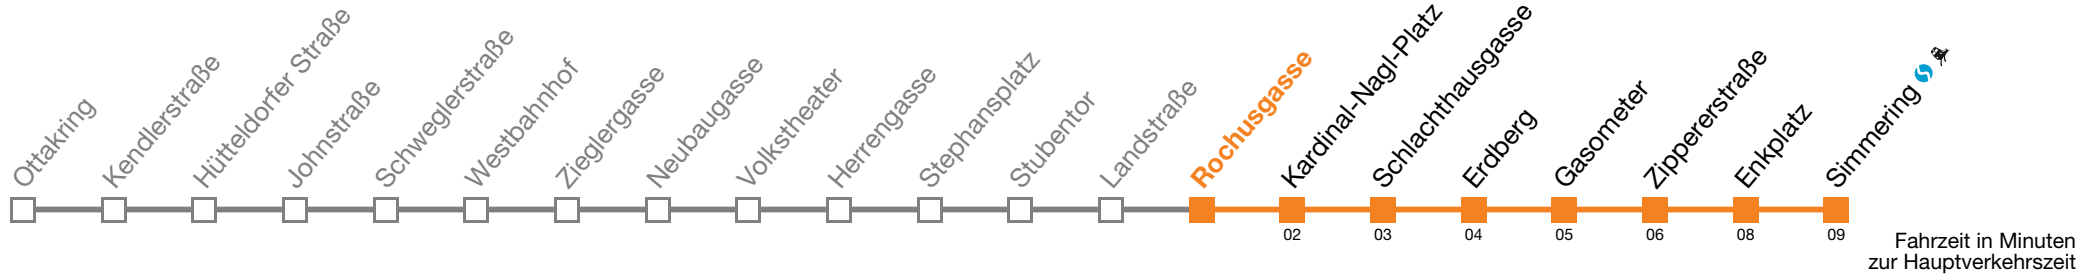 Ottakring
Kendlerstraße
Hütteldorfer Straße
Johnstraße
Schweglerstraße
Westbahnhof
Zieglergasse
Neubaugasse
Volkstheater
Herrengasse
Stephansplatz
Stubentor
Landstraße
Rochusgasse
Kardinal-Nagl-Platz
Schlachthausgasse
Erdberg
Gasometer
Zippererstraße
Enkplatz
Simmering
02 03 04 05 06 08 09
Fahrzeit in Minuten
zur Hauptverkehrszeit